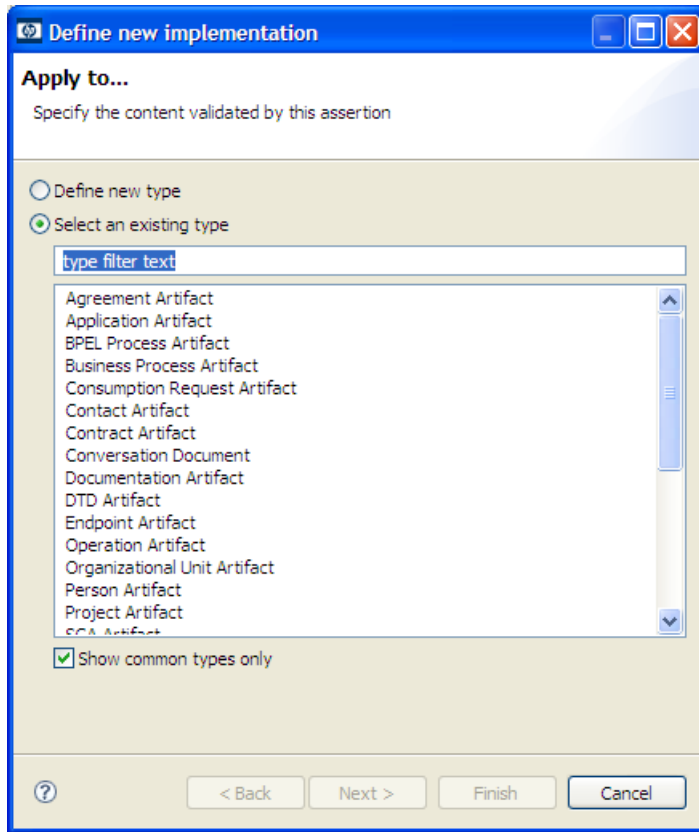 Define new implementation
Apply to...
Specify the content validated by this assertion
Define new type
Select an existing type
type filter text
Agreement Artifact
Application Artifact
BPEL Process Artifact
Business Process Artifact
Consumption Request Artifact
Contact Artifact
Contract Artifact
Conversation Document
Documentation Artifact
DTD Artifact
Endpoint Artifact
Operation Artifact
Organizational Unit Artifact
Person Artifact
Project Artifact
SCA Artifact
Show common types only
< Back Next > Finish Cancel